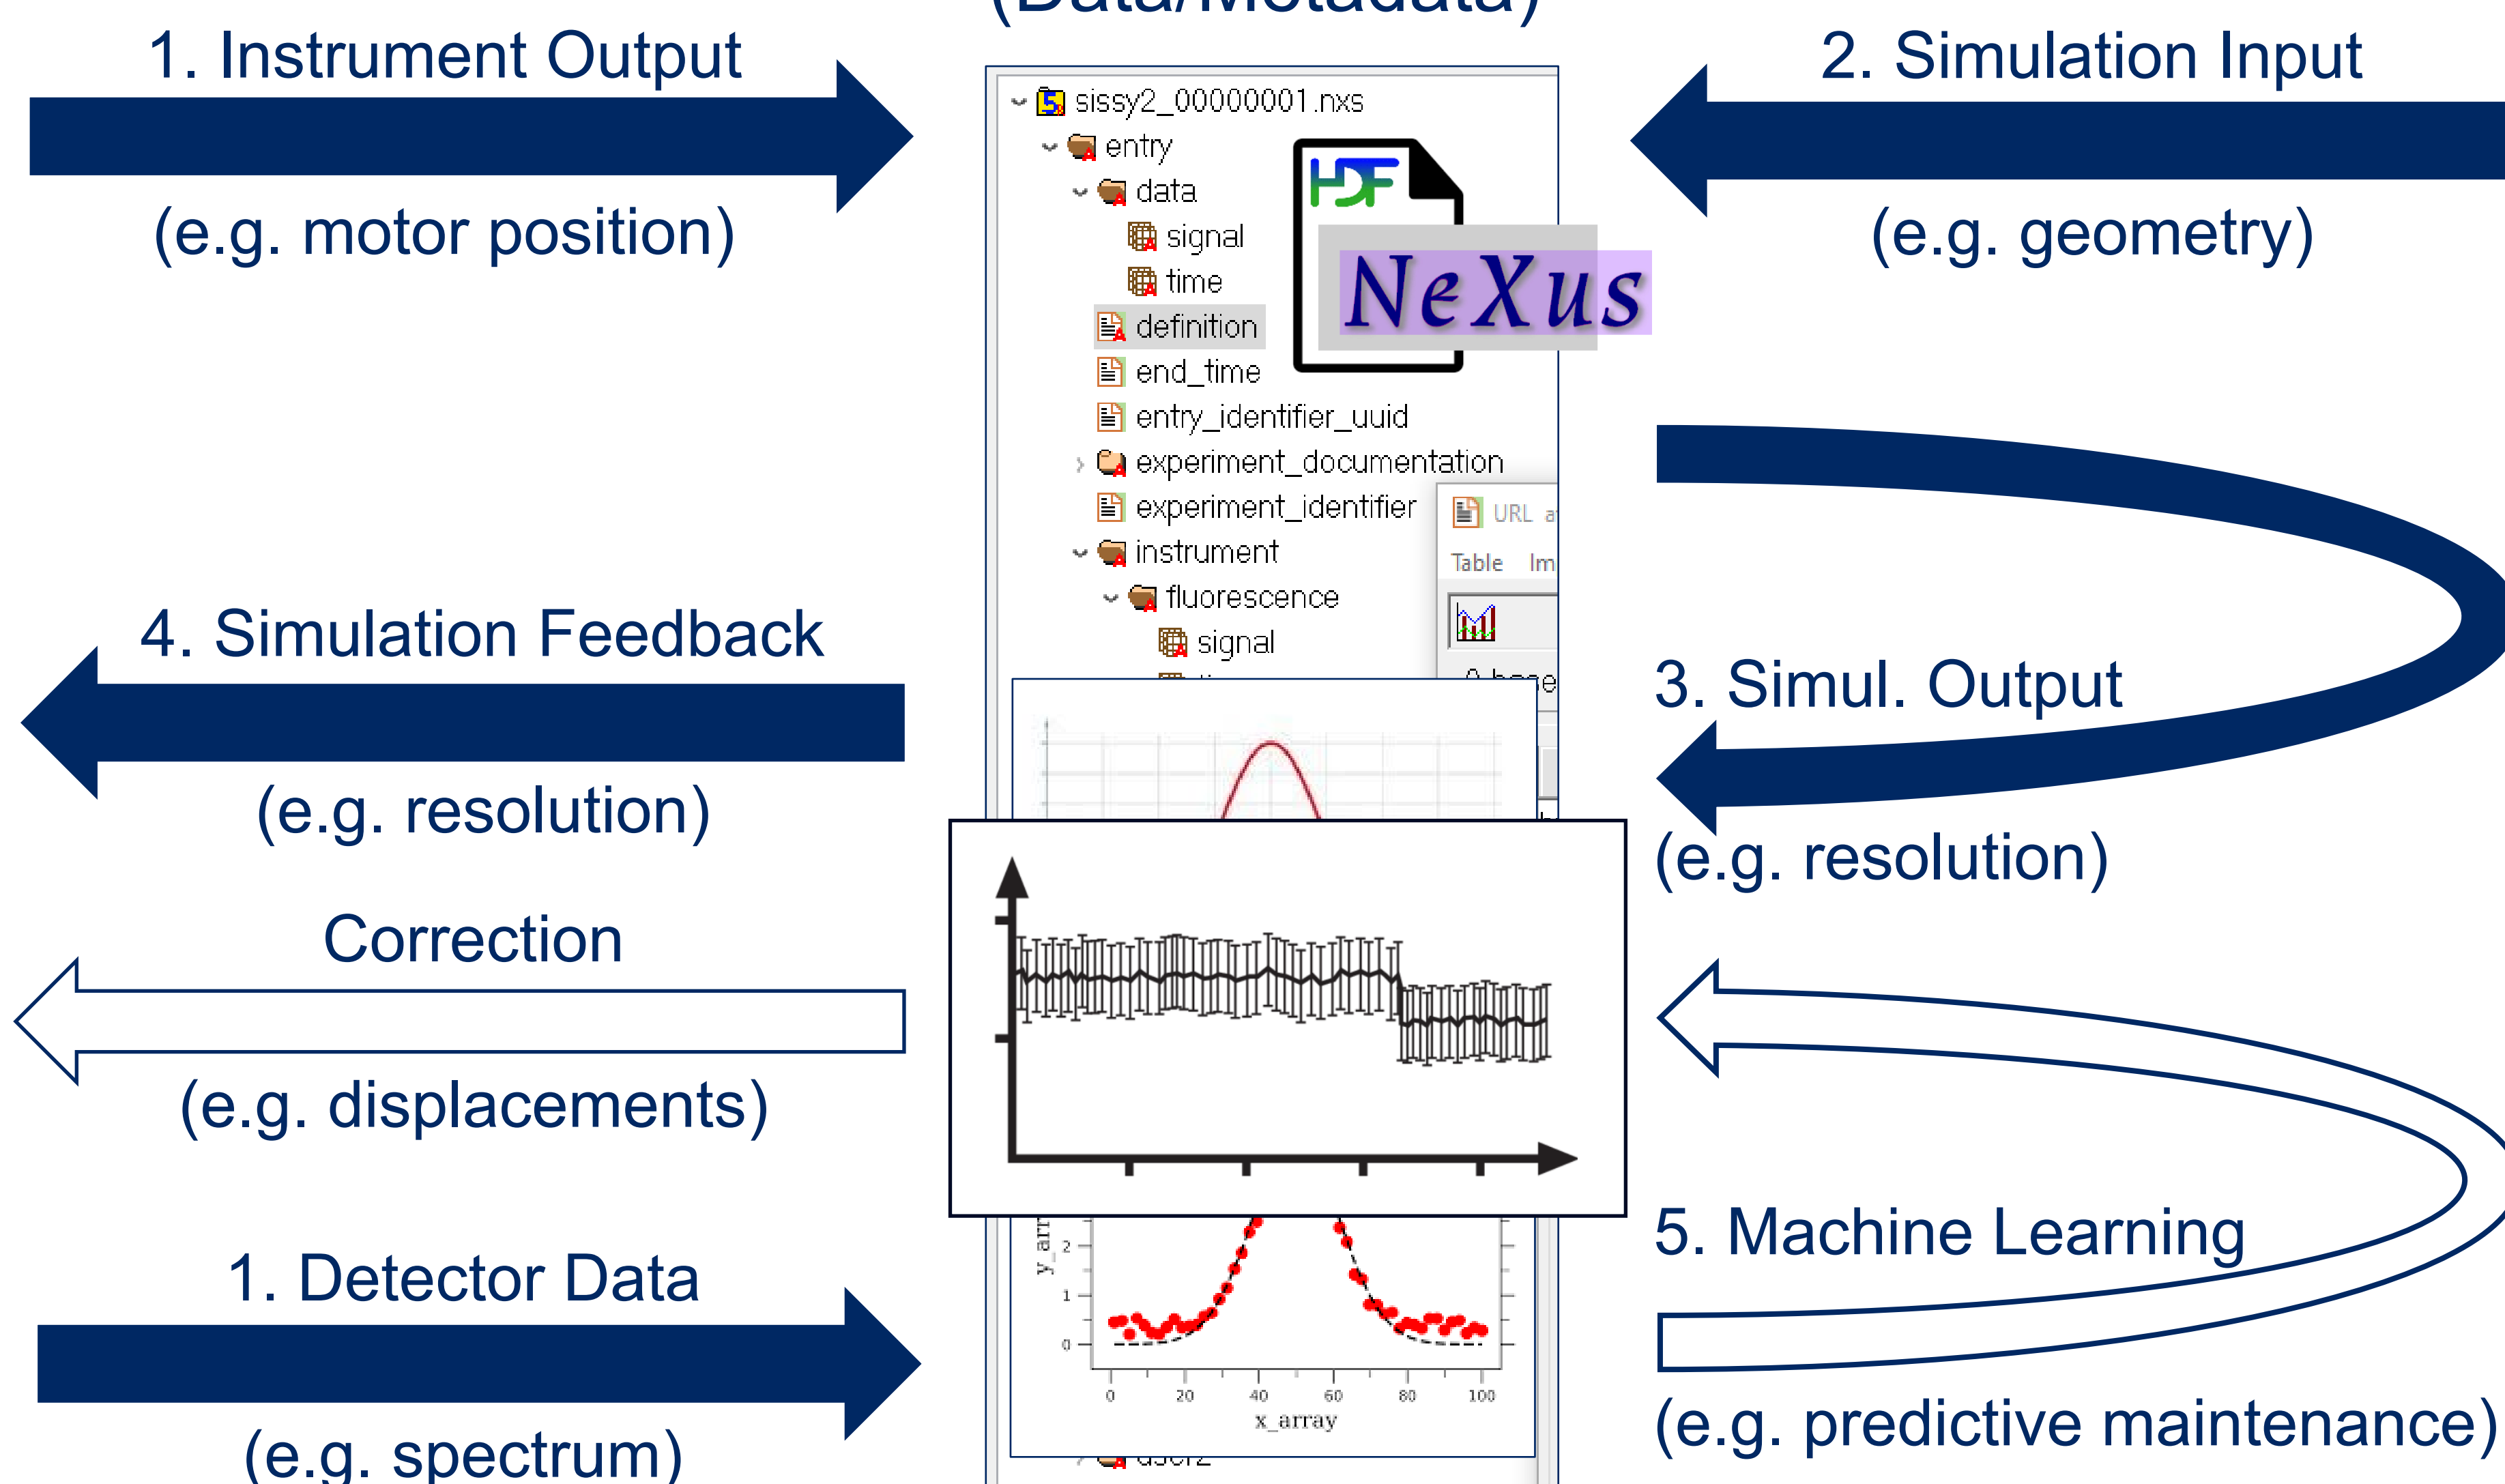 (Data/Metadata)
1. Instrument Output
(e.g. motor position)
2. Simulation Input
(e.g. geometry)
sissy2_00000001.nxs
entry
data
signal
time
definition
end_time
entry_identifier_uuid
experiment_documentation
experiment_identifier
instrument
fluorescence
signal
HDF
NeXus
URL
Table
4. Simulation Feedback
(e.g. resolution)
3. Simul. Output
(e.g. resolution)
Correction
(e.g. displacements)
1. Detector Data
(e.g. spectrum)
2
1
0
0 20 40 60 80 100
x_array
5. Machine Learning
(e.g. predictive maintenance)